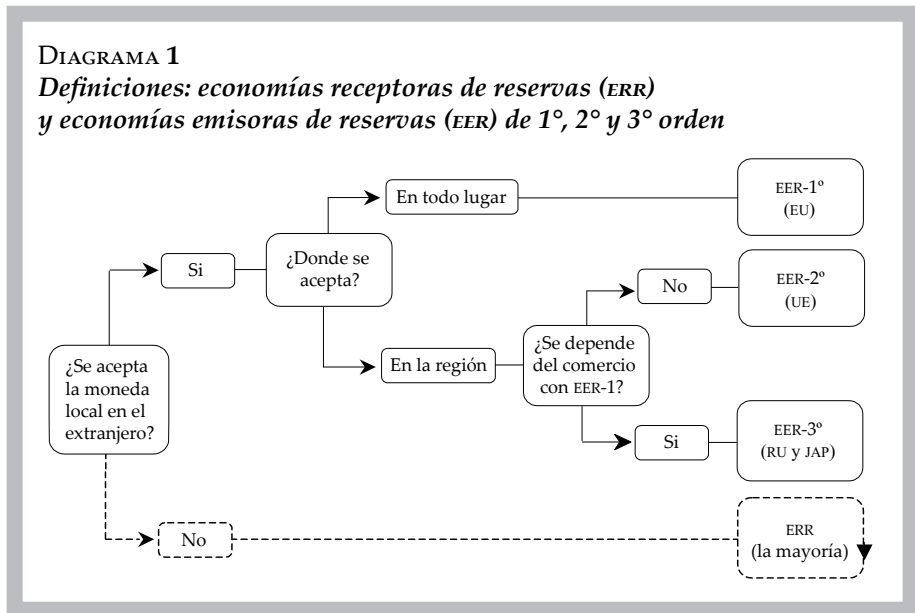 DIAGRAMA 1
Definiciones: economías receptoras de reservas (ERR)
y economías emisoras de reservas (EER) de 1°, 2° y 3° orden
En todo lugar
EER-1º
(EU)
Si
¿Donde se
acepta?
No
EER-2º
(UE)
¿Se acepta
la moneda
local en el
extranjero?
En la región
¿Se depende
del comercio
con EER-1?
Si
EER-3º
(RU y JAP)
No
ERR
(la mayoría)